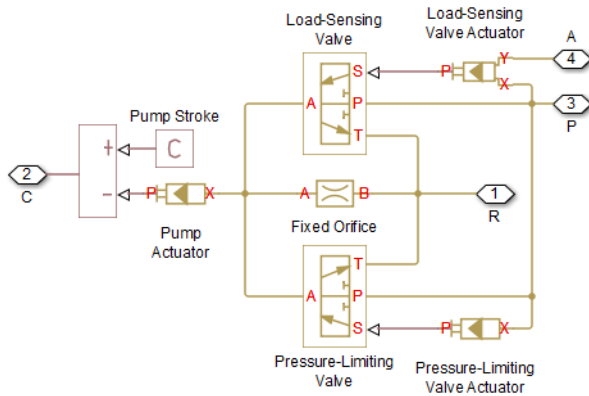 Load-Sensing
Valve
Load-Sensing
Valve Actuator
A
4
Y
S
P
X
A
P
3
P
T
Pump Stroke
+
C
2
C
-
P
X
A
B
1
R
Pump
Actuator
Fixed Orifice
T
A
P
S
P
X
Pressure-Limiting
Valve
Pressure-Limiting
Valve Actuator